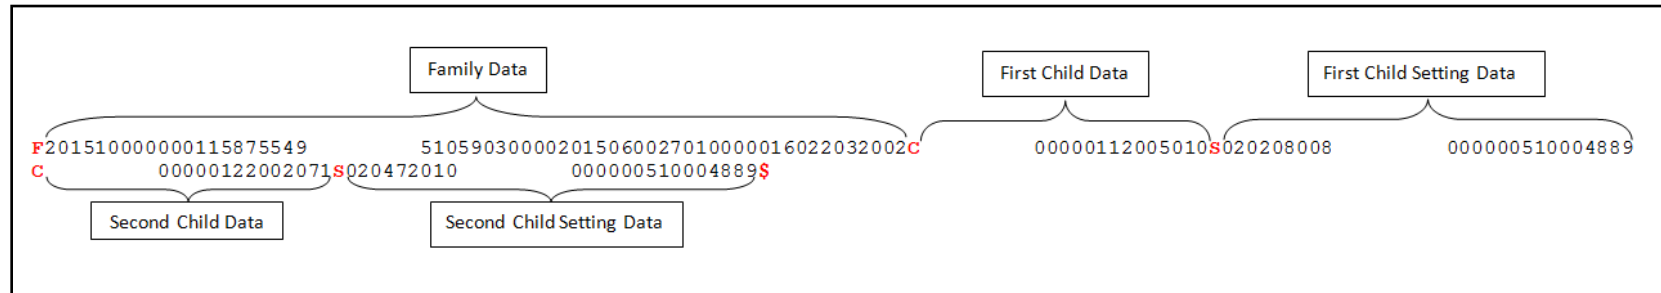 Family Data
First Child Data
First Child Setting Data
F201510000000115875549 510590300002015060027010000016022032002C 00000112005010S020208008 000000510004889
C 00000122002071S020472010 000000510004889$
Second Child Data
Second Child Setting Data